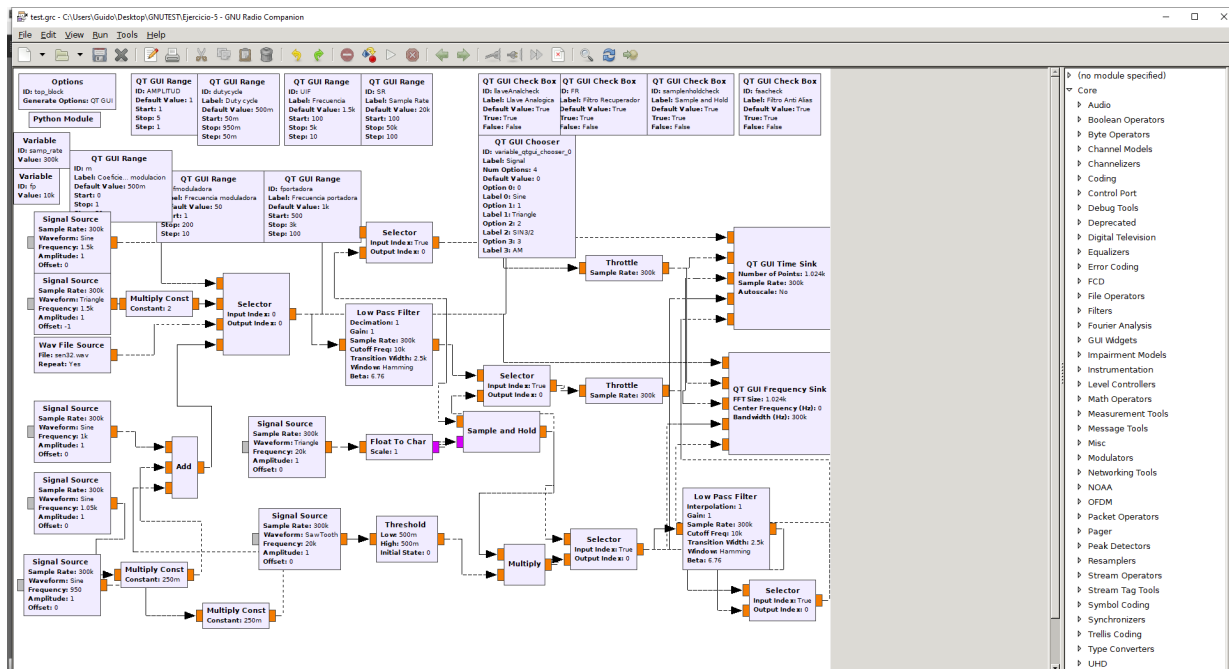 test.grc - C:\Users\Guido\Desktop\GNUTEST\Ejercicio-5 - GNU Radio Companion
File Edit View Run Tools Help
Options
ID: top_block
Generate Options: QT GUI
Python Module
Variable
ID: samp_rate
Value: 300k
Variable
ID: fp
Value: 10k
QT GUI Range
ID: AMPLITUD
Default Value: 1
Start: 1
Stop: 5
Step: 1
QT GUI Range
ID: dutycycle
Label: Duty cycle
Default Value: 500m
Start: 50m
Stop: 950m
Step: 50m
QT GUI Range
ID: UIF
Label: Frecuencia
Default Value: 1.5k
Start: 100
Stop: 5k
Step: 10
QT GUI Range
ID: SR
Label: Sample Rate
Default Value: 20k
Start: 100
Stop: 50k
Step: 100
QT GUI Check Box
ID: llaveAnalcheck
Label: Llave Analogica
Default Value: True
True: True
False: False
QT GUI Check Box
ID: FR
Label: Filtro Recuperador
Default Value: True
True: True
False: False
QT GUI Check Box
ID: samplenholdcheck
Label: Sample and Hold
Default Value: True
True: True
False: False
QT GUI Check Box
ID: faacheck
Label: Filtro Anti Alias
Default Value: True
True: True
False: False
QT GUI Chooser
ID: variable_qtgui_chooser_0
Label: Signal
Num Options: 4
Default Value: 0
Option 0: 0
Label 0: Sine
Option 1: 1
Label 1: Triangle
Option 2: 2
Label 2: SIN3/2
Option 3: 3
Label 3: AM
QT GUI Range
ID: m
Label: Coeficie... modulacion
Default Value: 500m
Start: 0
Stop: 1
QT GUI Range
fmoduladora
Frecuencia moduladora
Default Value: 50
Start: 1
Stop: 200
Step: 10
QT GUI Range
ID: fportadora
Label: Frecuencia portadora
Default Value: 1k
Start: 500
Stop: 3k
Step: 100
Signal Source
Sample Rate: 300k
Waveform: Sine
Frequency: 1.5k
Amplitude: 1
Offset: 0
Signal Source
Sample Rate: 300k
Waveform: Triangle
Frequency: 1.5k
Amplitude: 1
Offset: -1
Multiply Const
Constant: 2
Wav File Source
File: sen32.wav
Repeat: Yes
Selector
Input Index: 0
Output Index: 0
Selector
Input Index: True
Output Index: 0
Throttle
Sample Rate: 300k
QT GUI Time Sink
Number of Points: 1.024k
Sample Rate: 300k
Autoscale: No
Low Pass Filter
Decimation: 1
Gain: 1
Sample Rate: 300k
Cutoff Freq: 10k
Transition Width: 2.5k
Window: Hamming
Beta: 6.76
Selector
Input Index: True
Output Index: 0
Throttle
Sample Rate: 300k
QT GUI Frequency Sink
FFT Size: 1.024k
Center Frequency (Hz): 0
Bandwidth (Hz): 300k
Signal Source
Sample Rate: 300k
Waveform: Sine
Frequency: 1k
Amplitude: 1
Offset: 0
Add
Signal Source
Sample Rate: 300k
Waveform: Triangle
Frequency: 20k
Amplitude: 1
Offset: 0
Float To Char
Scale: 1
Sample and Hold
Signal Source
Sample Rate: 300k
Waveform: Sine
Frequency: 1.05k
Amplitude: 1
Offset: 0
Signal Source
Sample Rate: 300k
Waveform: SawTooth
Frequency: 20k
Amplitude: 1
Offset: 0
Threshold
Low: 500m
High: 500m
Initial State: 0
Multiply
Selector
Input Index: True
Output Index: 0
Low Pass Filter
Interpolation: 1
Gain: 1
Sample Rate: 300k
Cutoff Freq: 10k
Transition Width: 2.5k
Window: Hamming
Beta: 6.76
Signal Source
Sample Rate: 300k
Waveform: Sine
Frequency: 950
Amplitude: 1
Offset: 0
Multiply Const
Constant: 250m
Multiply Const
Constant: 250m
Selector
Input Index: True
Output Index: 0
(no module specified)
Core
Audio
Boolean Operators
Byte Operators
Channel Models
Channelizers
Coding
Control Port
Debug Tools
Deprecated
Digital Television
Equalizers
Error Coding
FCD
File Operators
Filters
Fourier Analysis
GUI Widgets
Impairment Models
Instrumentation
Level Controllers
Math Operators
Measurement Tools
Message Tools
Misc
Modulators
Networking Tools
NOAA
OFDM
Packet Operators
Pager
Peak Detectors
Resamplers
Stream Operators
Stream Tag Tools
Symbol Coding
Synchronizers
Trellis Coding
Type Converters
UHD